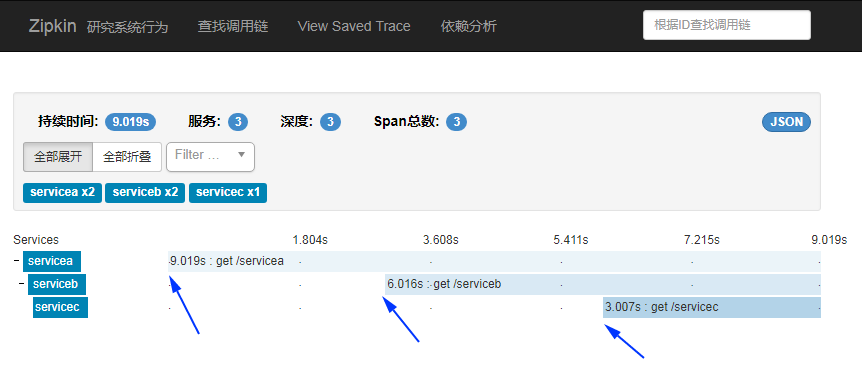 Zipkin 研究系统行为 查找调用链 View Saved Trace 依赖分析 根据ID查找调用链
持续时间: 9.019s 服务: 3 深度: 3 Span总数: 3 JSON
全部展开 全部折叠 Filter ...
servicea x2 serviceb x2 servicec x1
Services 1.804s 3.608s 5.411s 7.215s 9.019s
- servicea 9.019s : get /servicea
- serviceb 6.016s : get /serviceb
servicec 3.007s : get /servicec